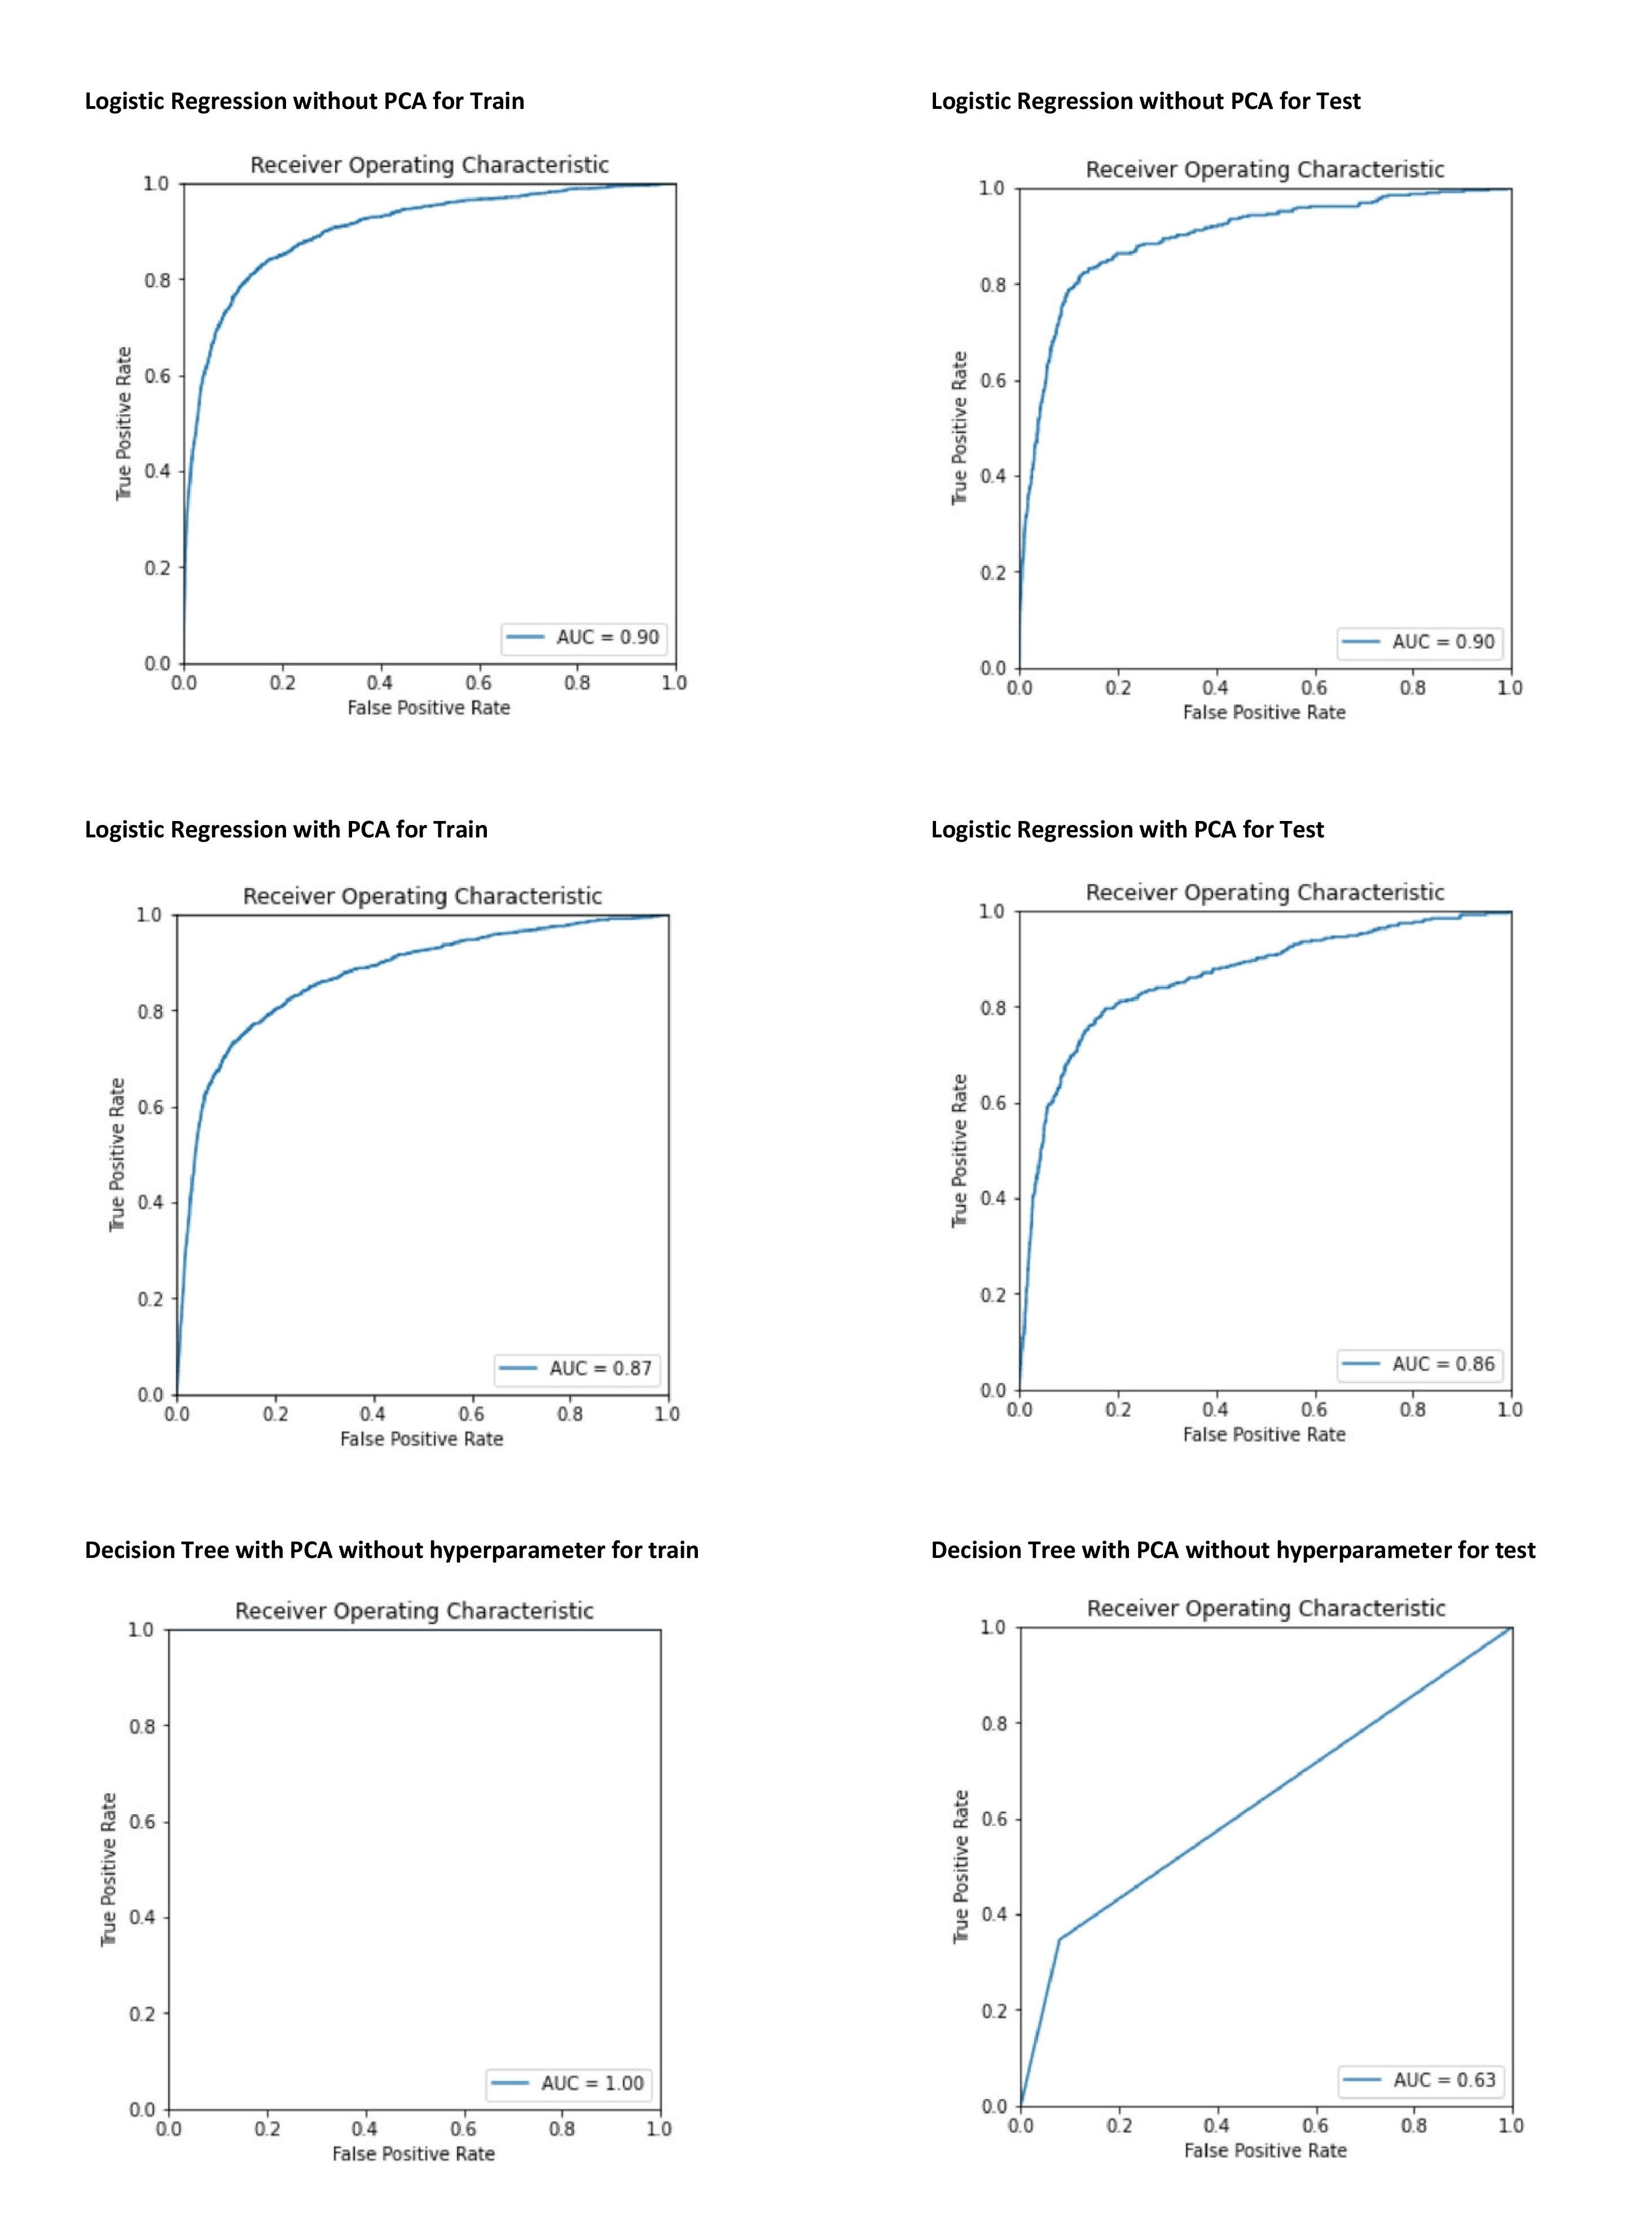 Logistic Regression without PCA for Train
Logistic Regression without PCA for Test
Receiver Operating Characteristic
1.0
0.8
0.6
0.4
0.2
0.0
True Positive Rate
AUC = 0.90
0.0 0.2 0.4 0.6 0.8 1.0
False Positive Rate
Receiver Operating Characteristic
1.0
0.8
0.6
0.4
0.2
0.0
True Positive Rate
AUC = 0.90
0.0 0.2 0.4 0.6 0.8 1.0
False Positive Rate
Logistic Regression with PCA for Train
Logistic Regression with PCA for Test
Receiver Operating Characteristic
1.0
0.8
0.6
0.4
0.2
0.0
True Positive Rate
AUC = 0.87
0.0 0.2 0.4 0.6 0.8 1.0
False Positive Rate
Receiver Operating Characteristic
1.0
0.8
0.6
0.4
0.2
0.0
True Positive Rate
AUC = 0.86
0.0 0.2 0.4 0.6 0.8 1.0
False Positive Rate
Decision Tree with PCA without hyperparameter for train
Decision Tree with PCA without hyperparameter for test
Receiver Operating Characteristic
1.0
0.8
0.6
0.4
0.2
0.0
True Positive Rate
AUC = 1.00
0.0 0.2 0.4 0.6 0.8 1.0
False Positive Rate
Receiver Operating Characteristic
1.0
0.8
0.6
0.4
0.2
0.0
True Positive Rate
AUC = 0.63
0.0 0.2 0.4 0.6 0.8 1.0
False Positive Rate